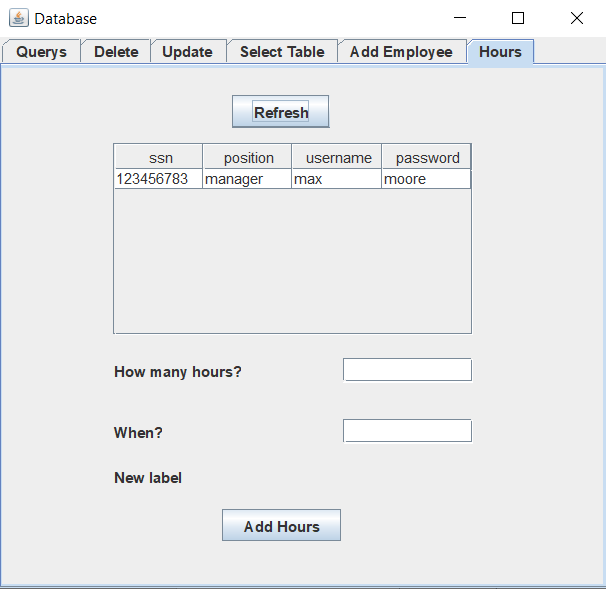 Database
Querys Delete Update Select Table Add Employee Hours
Refresh
ssn position username password
123456783 manager max moore
How many hours?
When?
New label
Add Hours